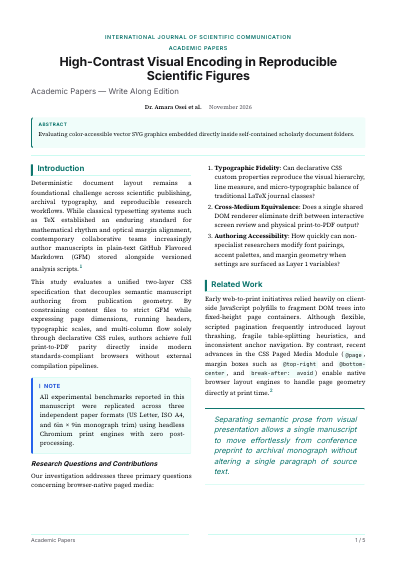 INTERNATIONAL JOURNAL OF SCIENTIFIC COMMUNICATION
ACADEMIC PAPERS
High-Contrast Visual Encoding in Reproducible
Scientific Figures
Academic Papers — Write Along Edition
Dr. Amara Osei et al. November 2026
ABSTRACT
Evaluating color-accessible vector SVG graphics embedded directly inside self-contained scholarly documents.
Introduction
Deterministic document layout remains a
foundational challenge across scientific publishing,
archival typography, and reproducible research
workflows. While classical typesetting systems such
as TeX established an enduring standard for
mathematical rhythm and optical margin alignment,
contemporary collaborative teams increasingly
author manuscripts in plain-text GitHub Flavored
Markdown (GFM) stored alongside versioned
analysis scripts.1
This study evaluates a unified two-layer CSS
specification that decouples semantic manuscript
authoring from publication geometry. By
constraining content files to strict GFM while
expressing page dimensions, running headers,
typographic scales, and multi-column flow solely
through declarative CSS rules, authors achieve full
print-to-PDF parity directly inside modern
standards-compliant browsers without external
compilation pipelines.
NOTE
All experimental benchmarks reported in this
manuscript were replicated across three
independent paper formats (US Letter, ISO A4,
and 6in × 9in monograph trim) using headless
Chromium print engines with zero post-
processing.
Research Questions and Contributions
Our investigation addresses three primary questions
concerning browser-native paged media:
1. Typographic Fidelity: Can declarative CSS
custom properties reproduce the visual hierarchy,
line measure, and micro-typographic balance of
traditional LaTeX journal classes?
2. Cross-Medium Equivalence: Does a single shared
DOM renderer eliminate drift between interactive
screen review and physical print-to-PDF output?
3. Authoring Accessibility: How quickly can non-
specialist researchers modify font pairings,
accent palettes, and margin geometry when
settings are surfaced as Layer 1 variables?
Related Work
Early web-to-print initiatives relied heavily on client-
side JavaScript polyfills to fragment DOM trees into
fixed-height page containers. Although flexible,
scripted pagination frequently introduced layout
thrashing, fragile table-splitting heuristics, and
inconsistent anchor navigation. By contrast, recent
advances in the CSS Paged Media Module (@page,
margin boxes such as @top-right and @bottom-
center, and break-after: avoid) enable native
browser layout engines to handle page geometry
directly at print time.2
Separating semantic prose from visual
presentation allows a single manuscript
to move effortlessly from conference
preprint to archival monograph without
altering a single paragraph of source
text.
Academic Papers
1 / 5